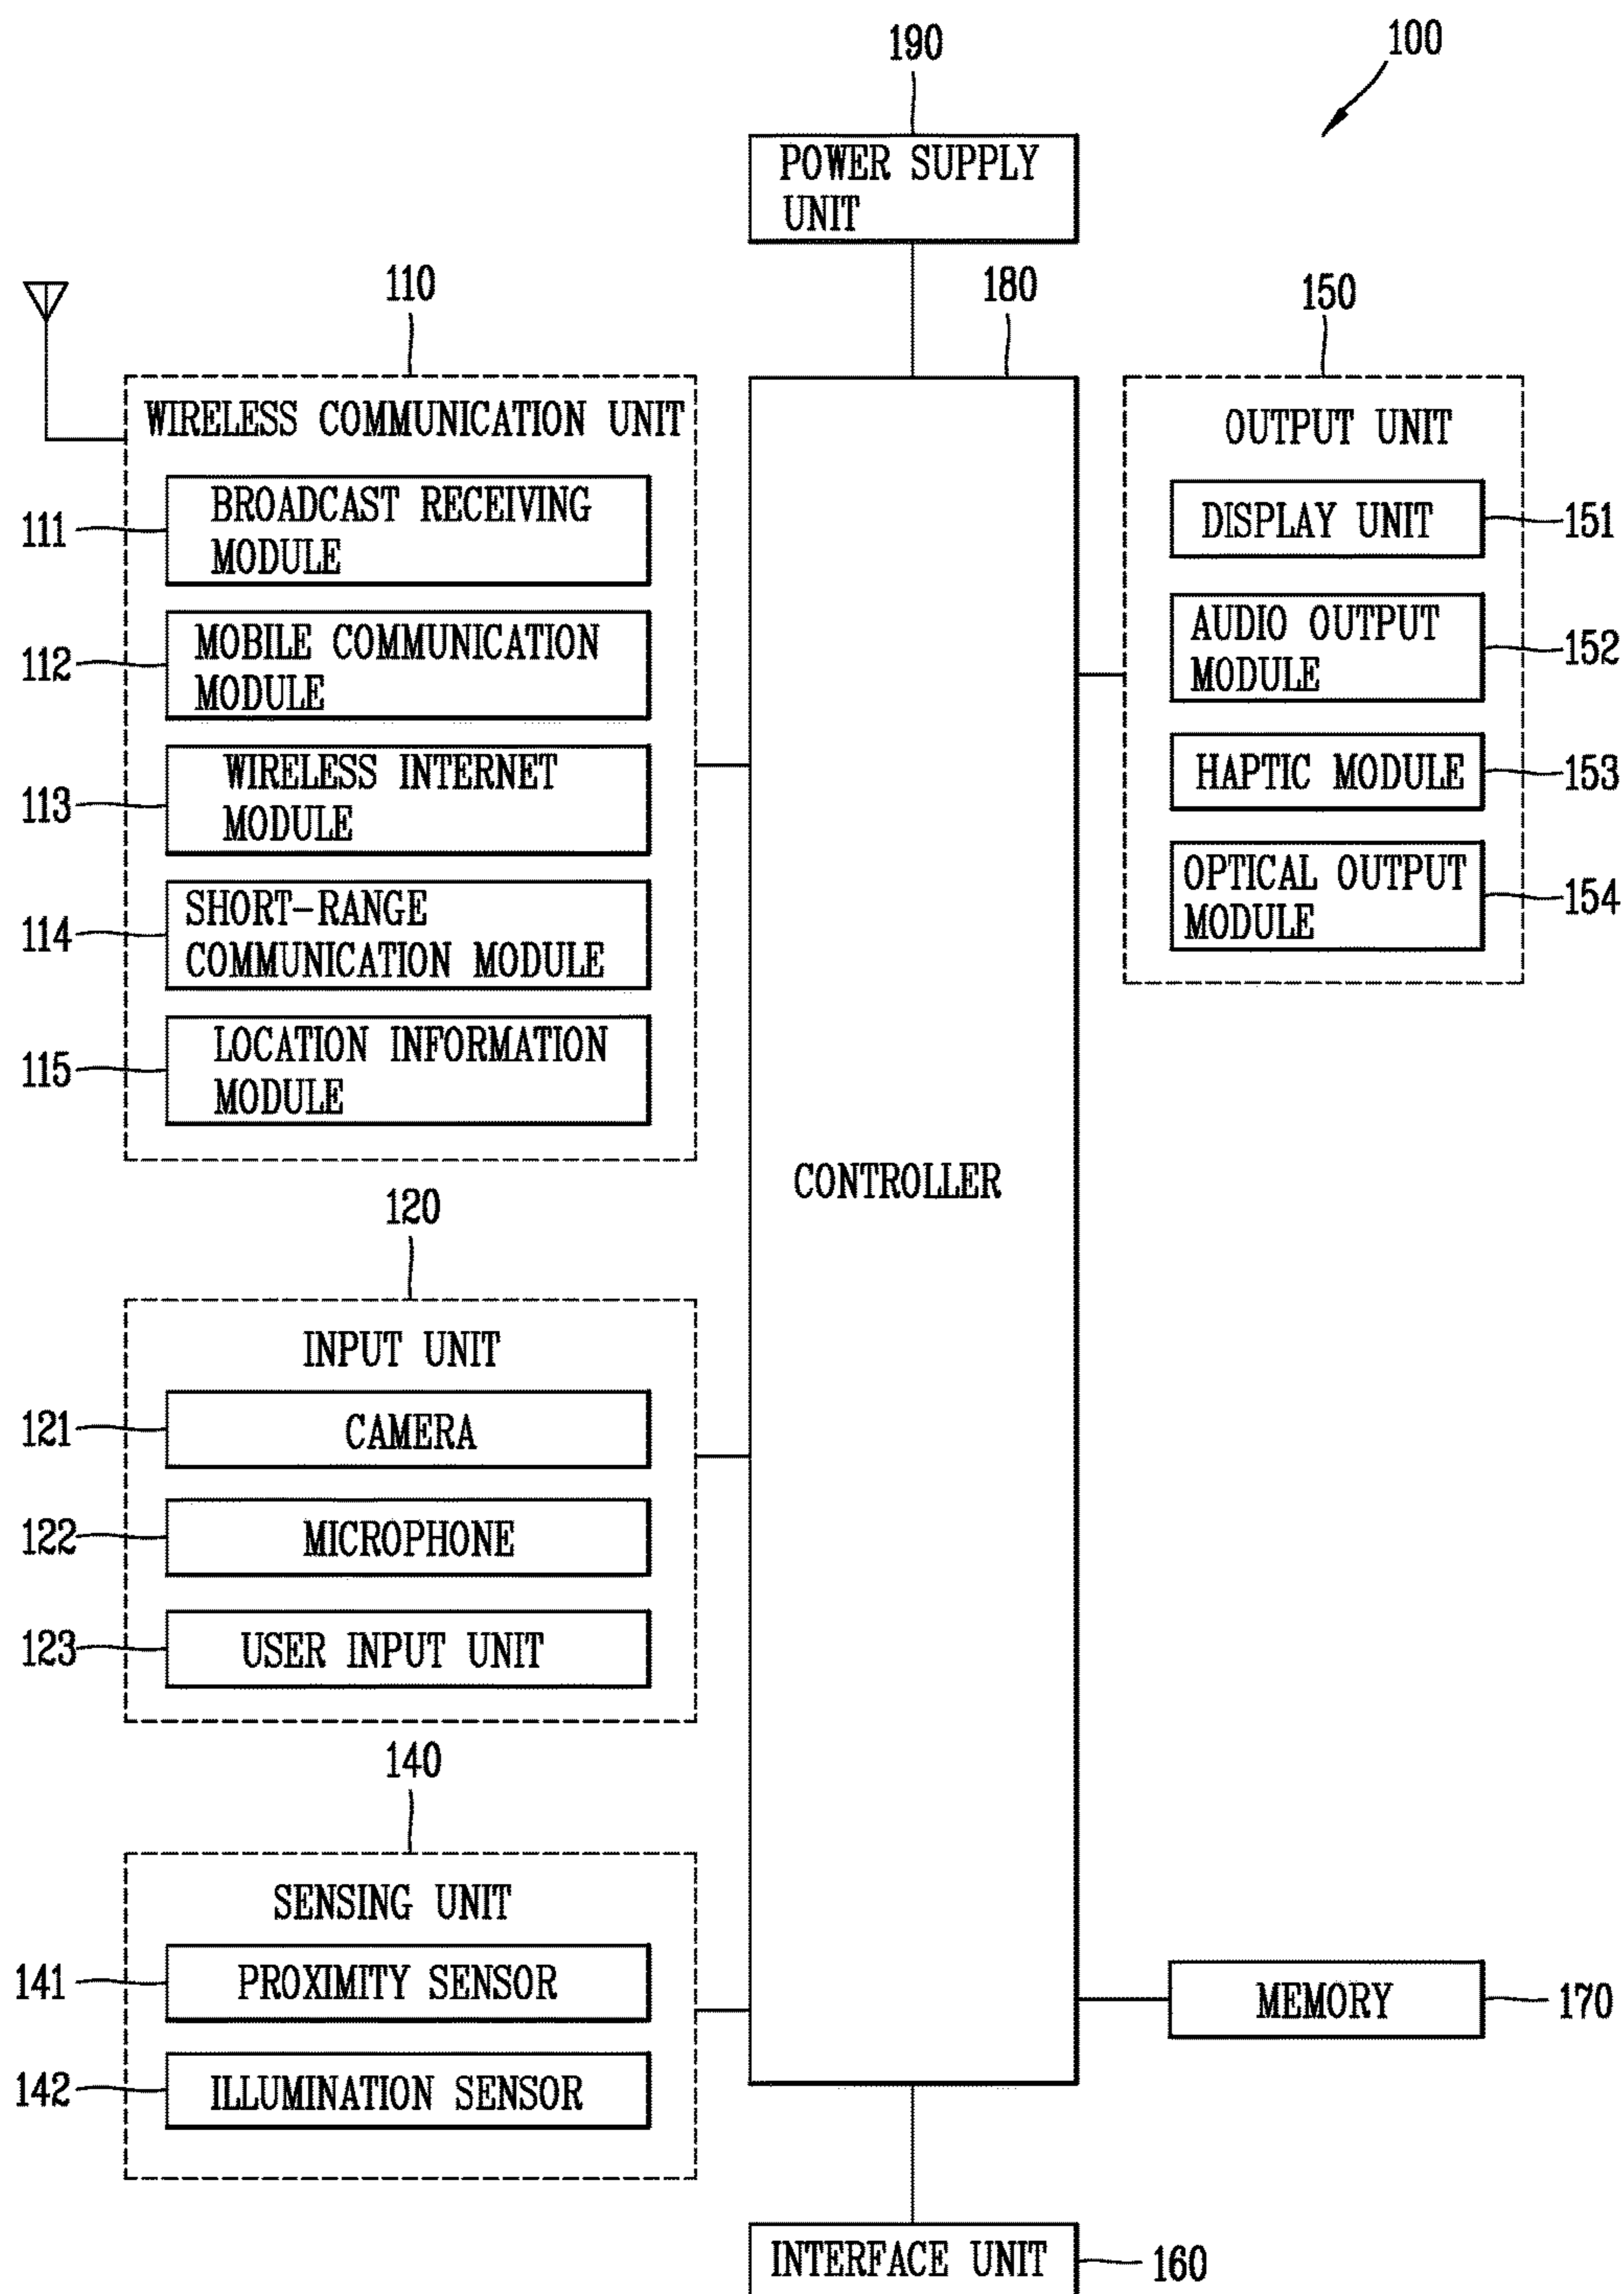 190
100
POWER SUPPLY
UNIT
110
180
150
WIRELESS COMMUNICATION UNIT
111
BROADCAST RECEIVING
MODULE
112
MOBILE COMMUNICATION
MODULE
113
WIRELESS INTERNET
MODULE
114
SHORT-RANGE
COMMUNICATION MODULE
115
LOCATION INFORMATION
MODULE
120
INPUT UNIT
121
CAMERA
122
MICROPHONE
123
USER INPUT UNIT
140
SENSING UNIT
141
PROXIMITY SENSOR
142
ILLUMINATION SENSOR
CONTROLLER
OUTPUT UNIT
DISPLAY UNIT
151
AUDIO OUTPUT
MODULE
152
HAPTIC MODULE
153
OPTICAL OUTPUT
MODULE
154
MEMORY
170
INTERFACE UNIT
160